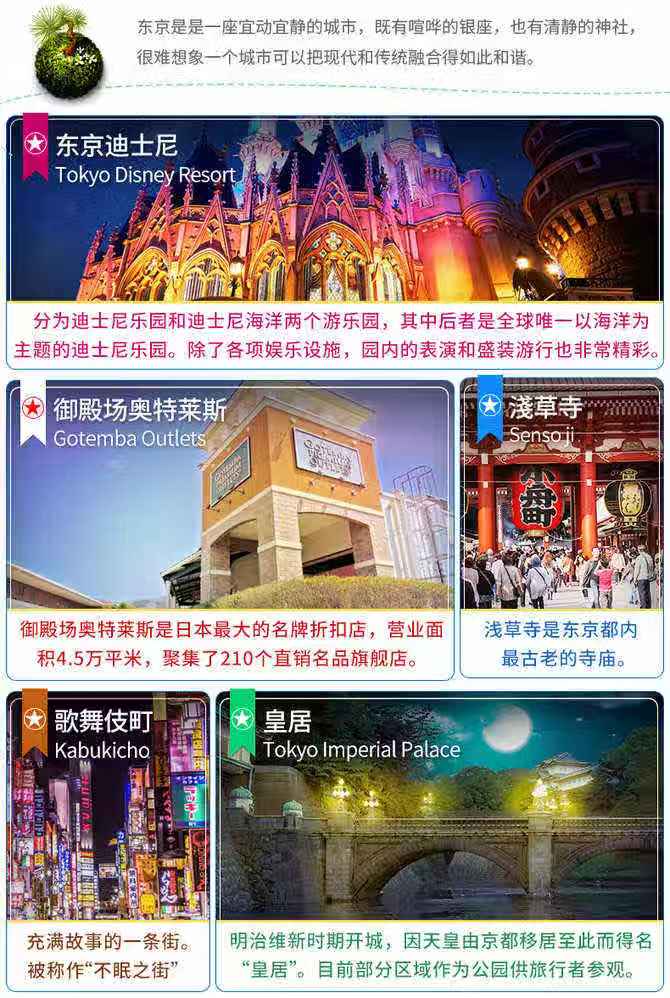 东京是是一座宜动宜静的城市，既有喧哗的银座，也有清静的神社，
很难想象一个城市可以把现代和传统融合得如此和谐。
东京迪士尼
Tokyo Disney Resort
分为迪士尼乐园和迪士尼海洋两个游乐园，其中后者是全球唯一以海洋为
主题的迪士尼乐园。除了各项娱乐设施，园内的表演和盛装游行也非常精彩。
御殿场奥特莱斯
Gotemba Outlets
GOTEMBA
PREMIUM
OUTLETS
GOTEMBA
PREMIUM
OUTLETS
御殿场奥特莱斯是日本最大的名牌折扣店，营业面
积4.5万平米，聚集了210个直销名品旗舰店。
淺草寺
Senso ji
小舟町
浅草寺是东京都内
最古老的寺庙。
歌舞伎町
Kabukicho
充满故事的一条街。
被称作“不眠之街”
皇居
Tokyo Imperial Palace
明治维新时期开城，因天皇由京都移居至此而得名
“皇居”。目前部分区域作为公园供旅行者参观。